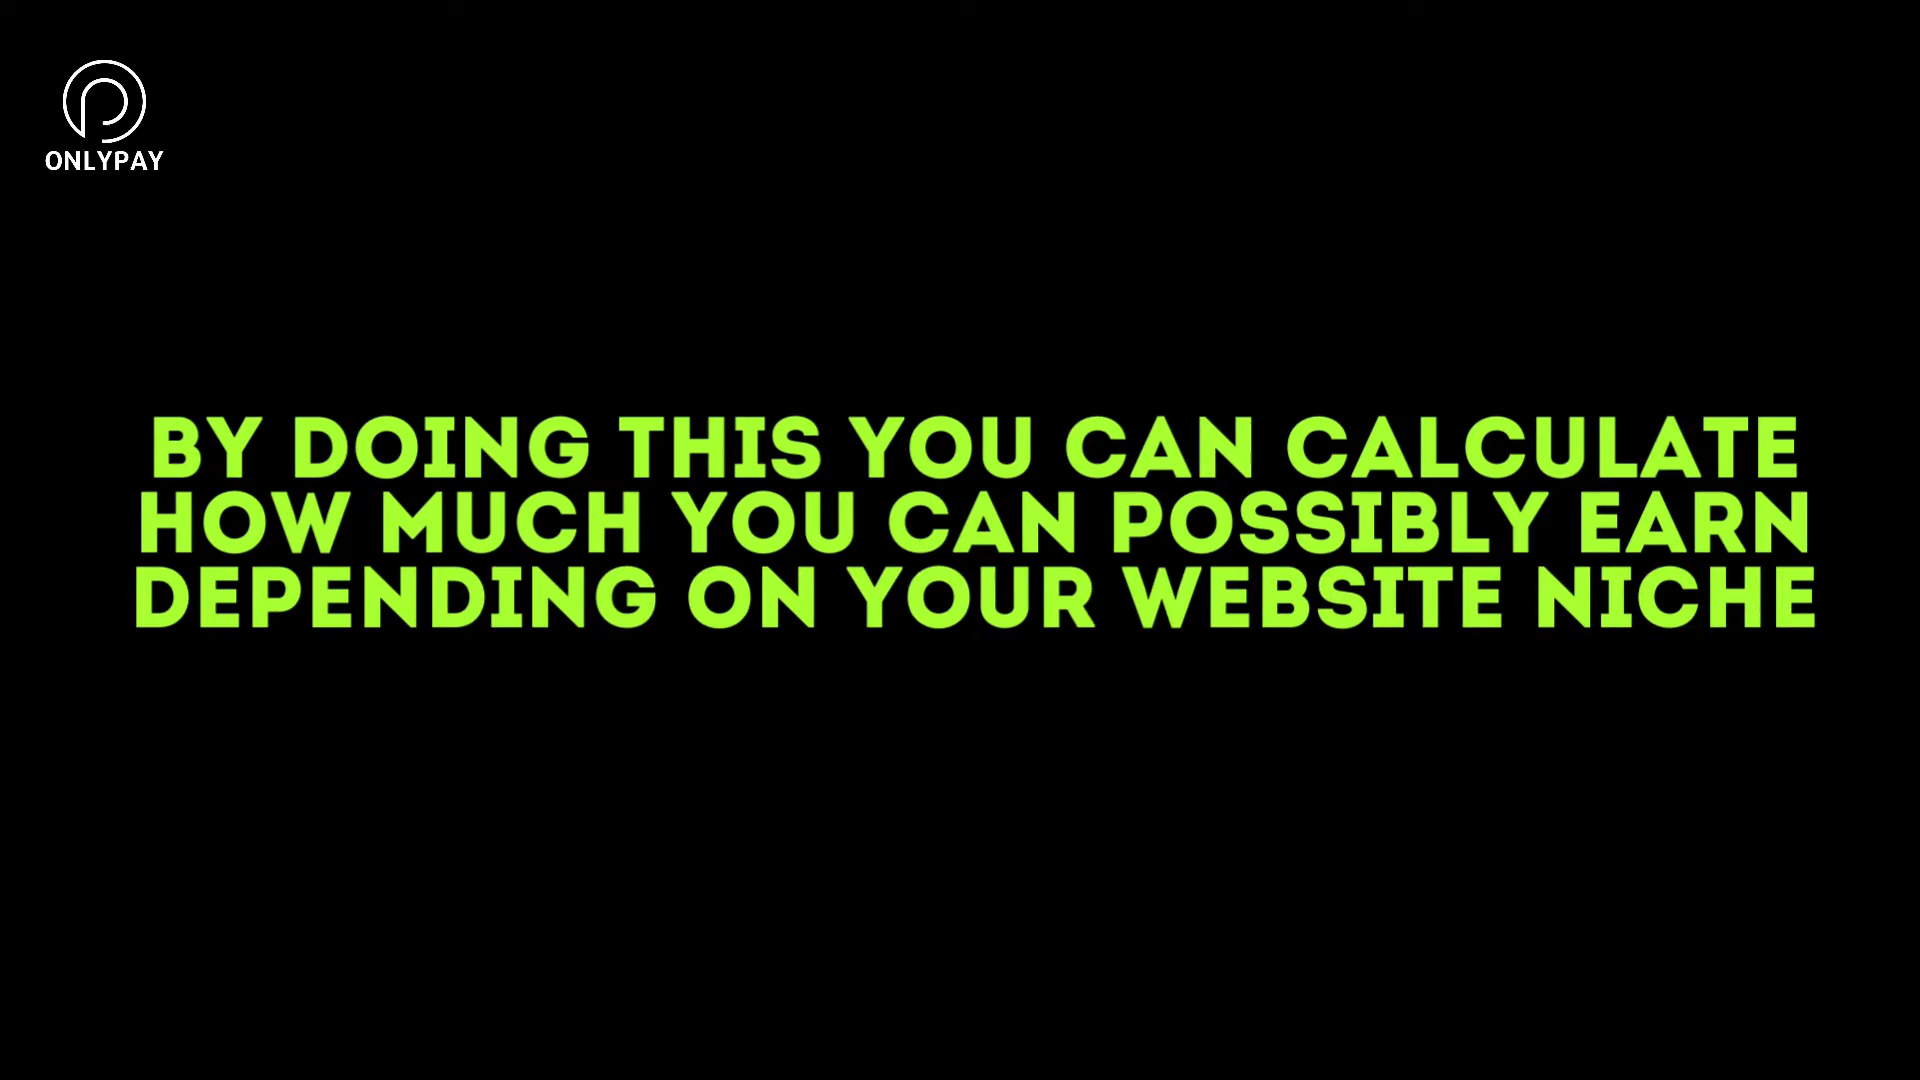 ONLYPAY
BY DOING THIS YOU CAN CALCULATE
HOW MUCH YOU CAN POSSIBLY EARN
DEPENDING ON YOUR WEBSITE NICHE